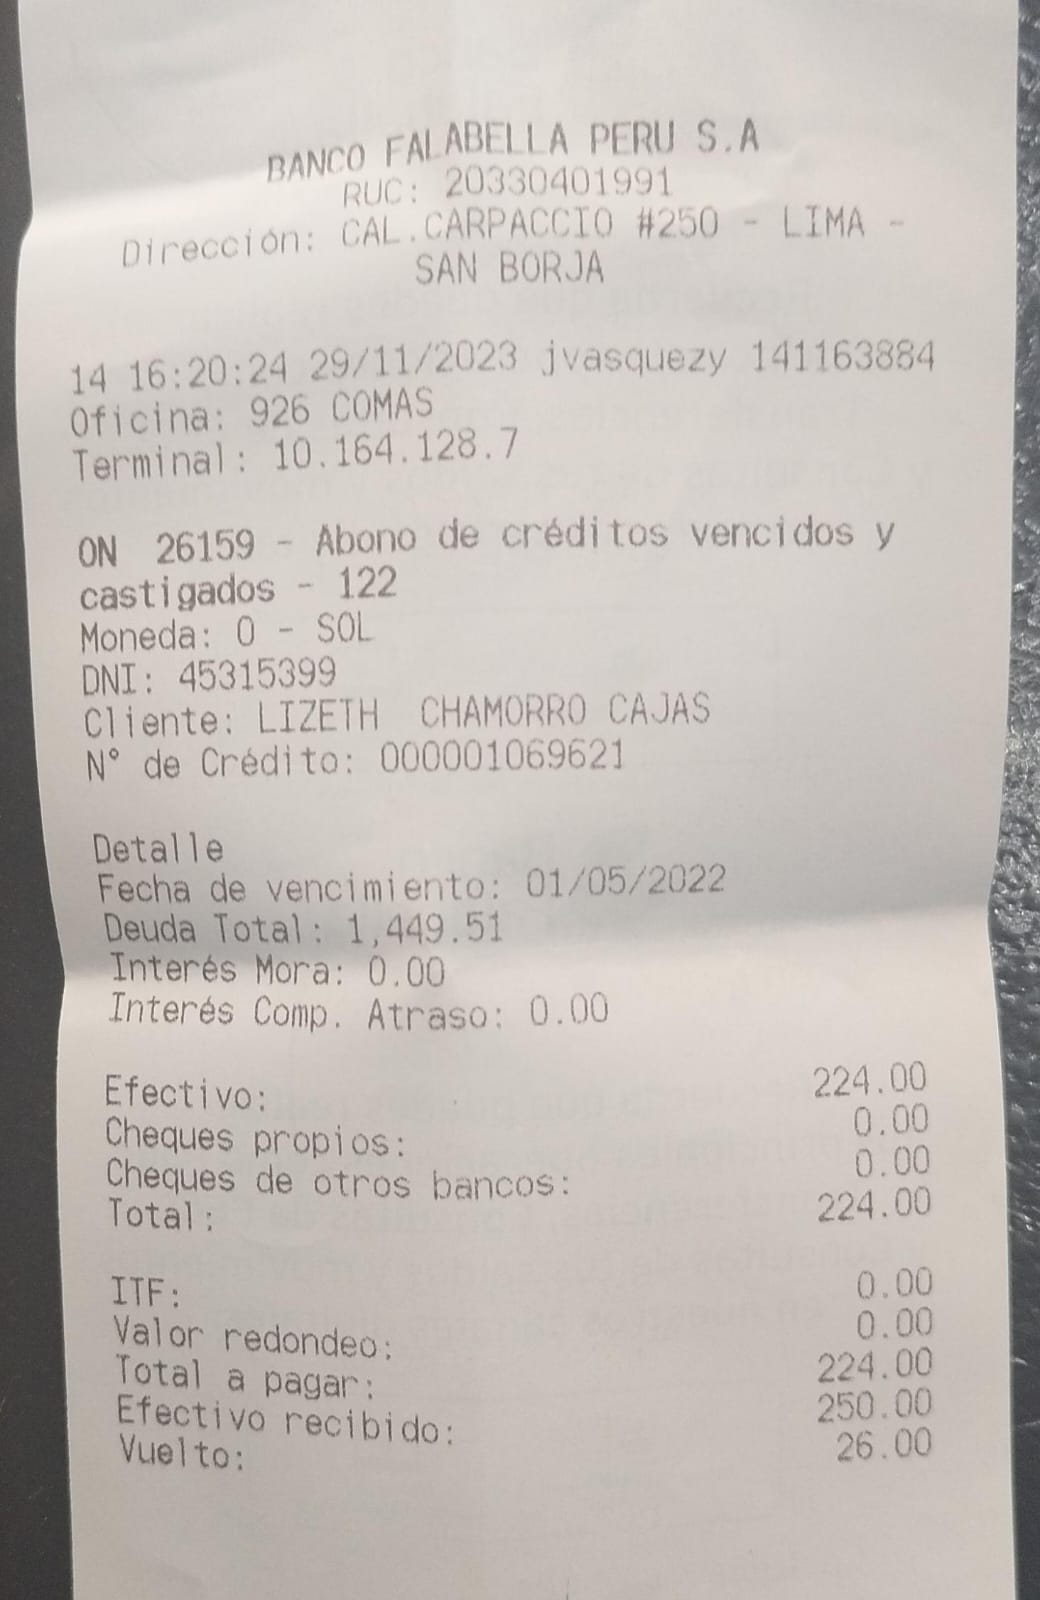 BANCO FALABELLA PERU S.A
RUC: 20330401991
Dirección: CAL.CARPACCIO #250 - LIMA -
SAN BORJA
14 16:20:24 29/11/2023 jvasquezy 141163884
Oficina: 926 COMAS
Terminal: 10.164.128.7
ON 26159 - Abono de créditos vencidos y
castigados - 122
Moneda: 0 - SOL
DNI: 45315399
Cliente: LIZETH CHAMORRO CAJAS
N° de Crédito: 000001069621
Detalle
Fecha de vencimiento: 01/05/2022
Deuda Total: 1,449.51
Interés Mora: 0.00
Interés Comp. Atraso: 0.00
Efectivo: 224.00
Cheques propios: 0.00
Cheques de otros bancos: 0.00
Total: 224.00
ITF: 0.00
Valor redondeo: 0.00
Total a pagar: 224.00
Efectivo recibido: 250.00
Vuelto: 26.00